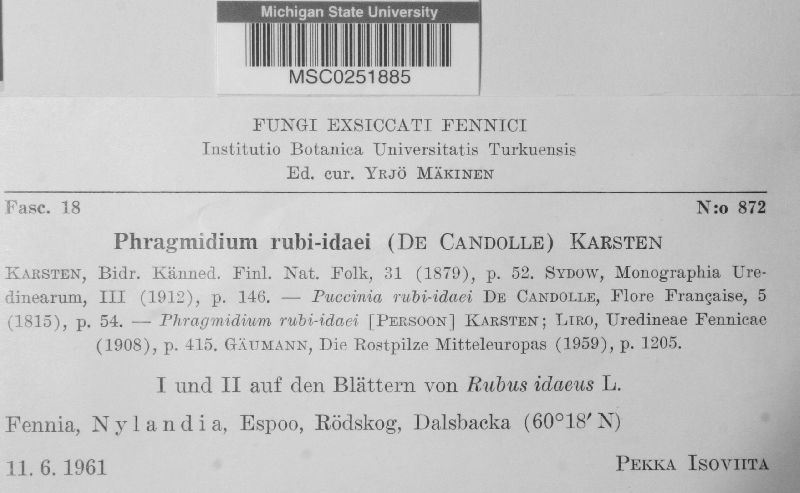 Michigan State University
MSC0251885
FUNGI EXSICCATI FENNICI
Institutio Botanica Universitatis Turkuensis
Ed. cur. YRJÖ MÄKINEN
Fasc. 18 N:o 872
Phragmidium rubi-idaei (DE CANDOLLE) KARSTEN
KARSTEN, Bidr. Känned. Finl. Nat. Folk, 31 (1879), p. 52. SYDOW, Monographia Ure-
dinearum, III (1912), p. 146. — Puccinia rubi-idaei DE CANDOLLE, Flore Française, 5
(1815), p. 54. — Phragmidium rubi-idaei [PERSOON] KARSTEN; LIRO, Uredineae Fennicae
(1908), p. 415. GÄUMANN, Die Rostpilze Mitteleuropas (1959), p. 1205.
I und II auf den Blättern von Rubus idaeus L.
Fennia, Nylandia, Espoo, Rödskog, Dalsbacka (60°18′ N)
11. 6. 1961 PEKKA ISOVIITA